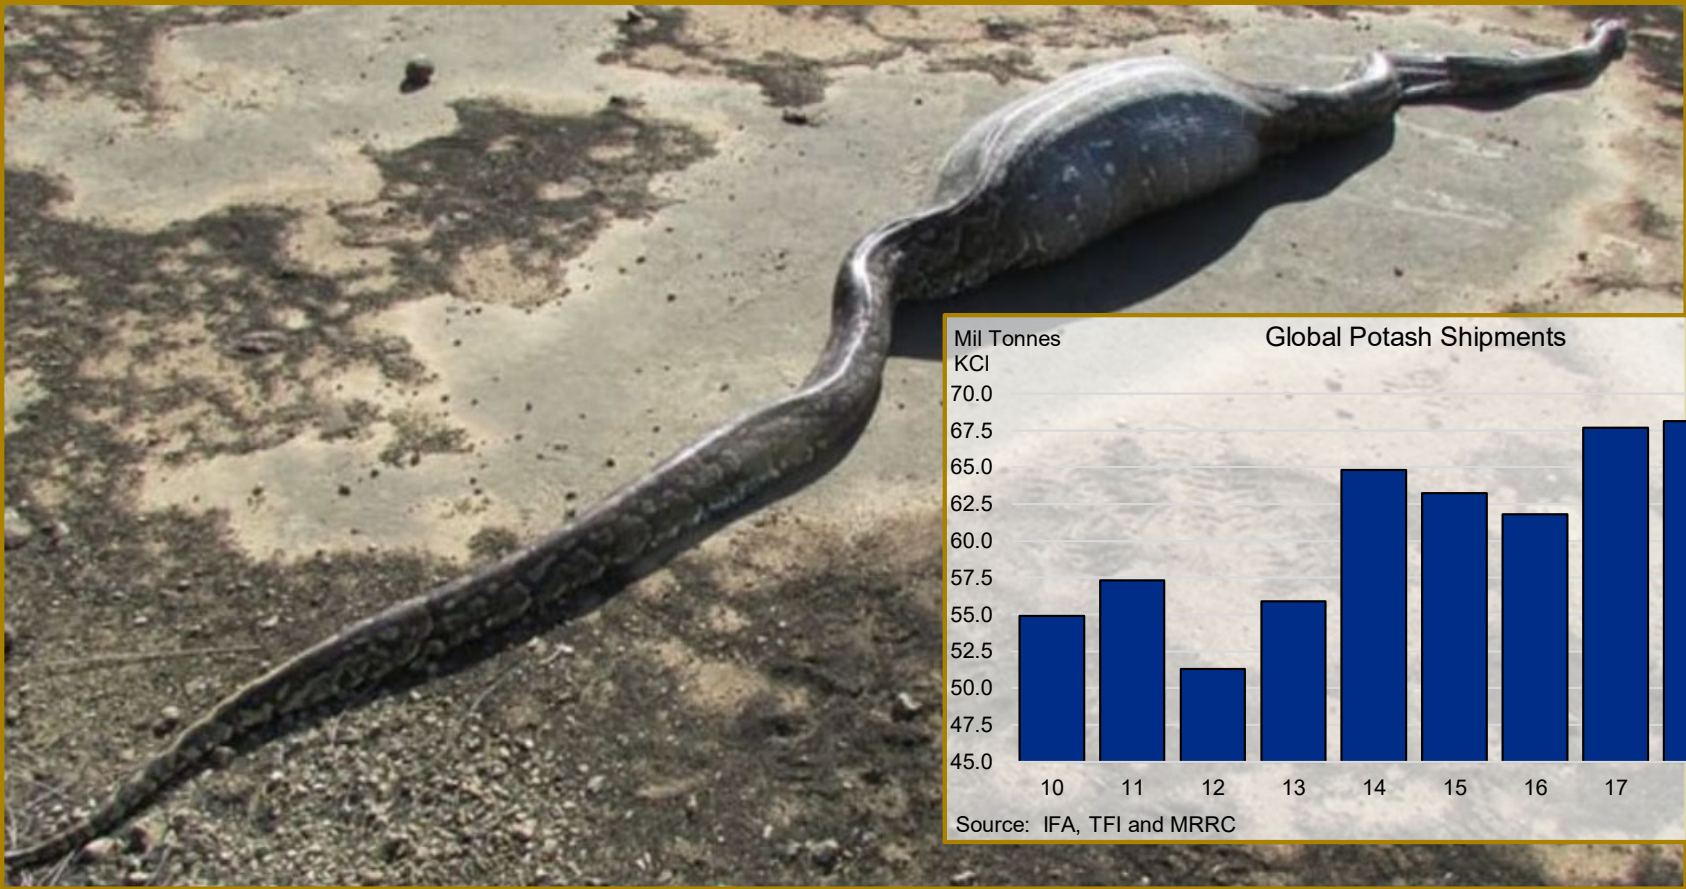 Mil Tonnes
KCl
Global Potash Shipments
70.0
67.5
65.0
62.5
60.0
57.5
55.0
52.5
50.0
47.5
45.0
10 11 12 13 14 15 16 17
Source: IFA, TFI and MRRC